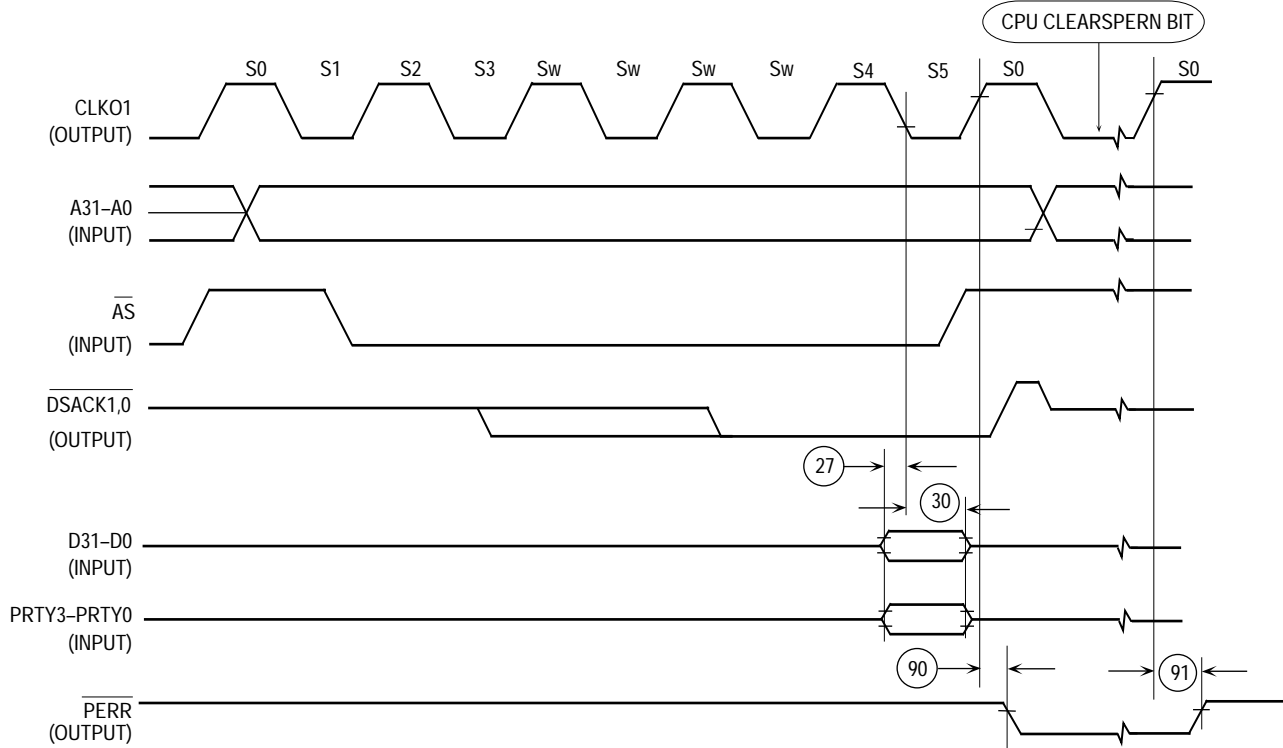 CPU CLEARSPERN BIT
S0 S1 S2 S3 Sw Sw Sw Sw S4 S5 S0 S0
CLKO1
(OUTPUT)
A31–A0
(INPUT)
AS
(INPUT)
DSACK1,0
(OUTPUT)
27
30
D31–D0
(INPUT)
PRTY3–PRTY0
(INPUT)
90
91
PERR
(OUTPUT)